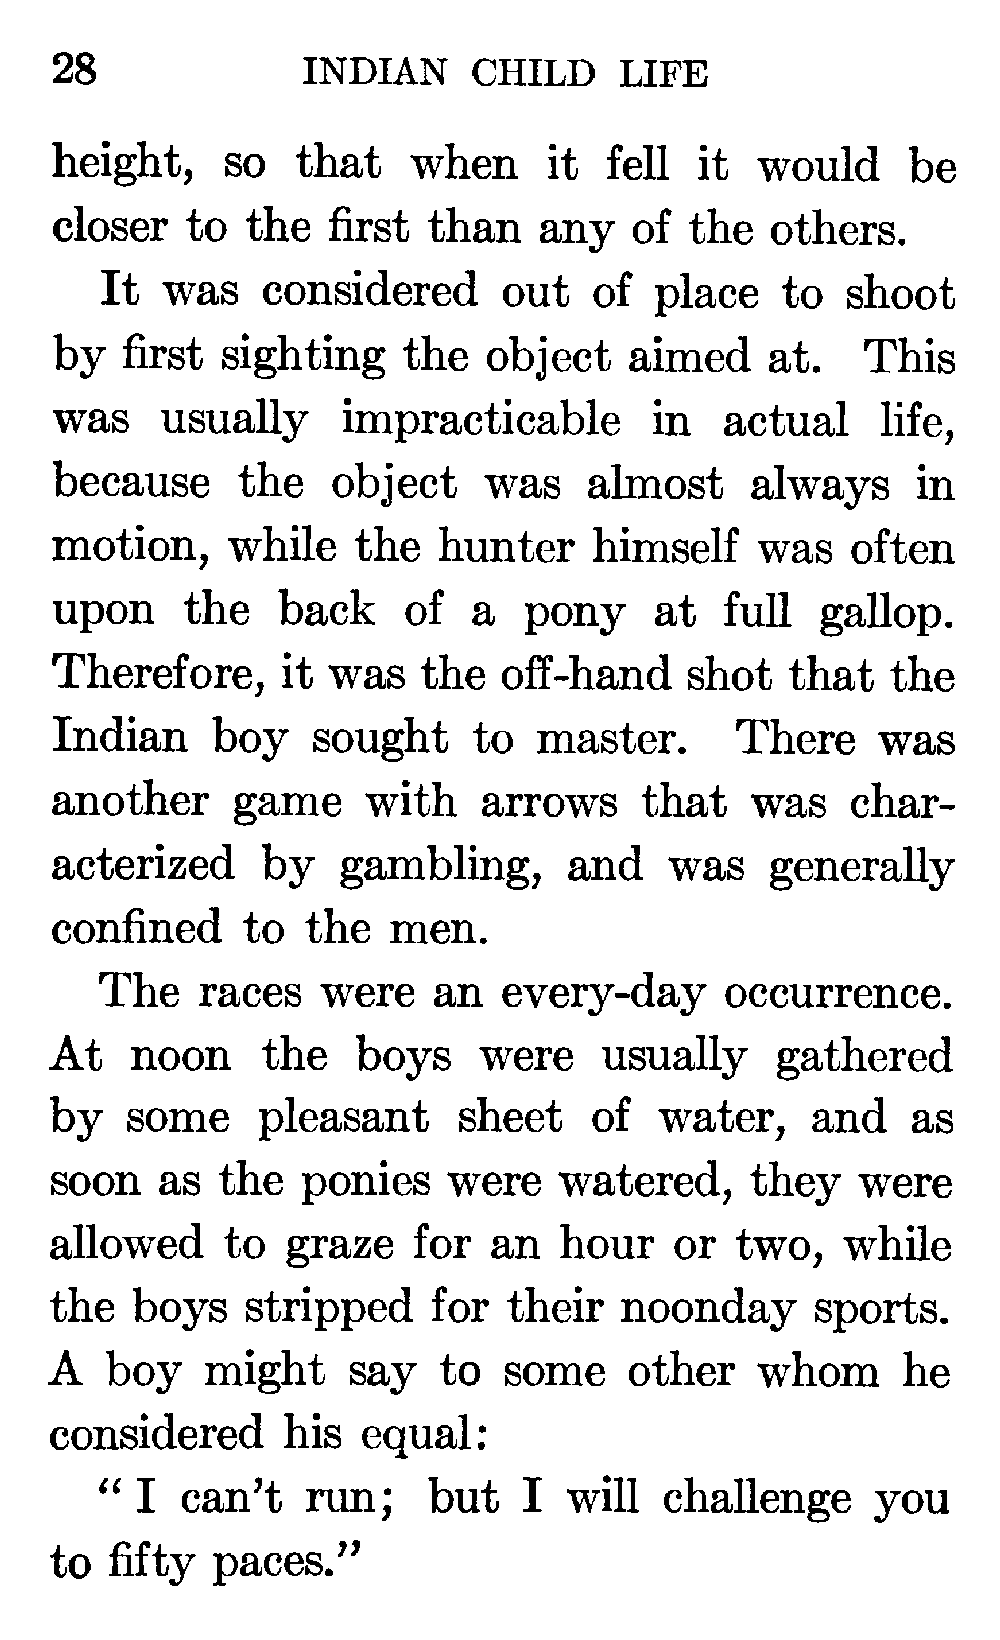 28 INDIAN CHILD LIFE
height, so that when it fell it would be
closer to the first than any of the others.
It was considered out of place to shoot
by first sighting the object aimed at. This
was usually impracticable in actual life,
because the object was almost always in
motion, while the hunter himself was often
upon the back of a pony at full gallop.
Therefore, it was the off-hand shot that the
Indian boy sought to master. There was
another game with arrows that was char-
acterized by gambling, and was generally
confined to the men.
The races were an every-day occurrence.
At noon the boys were usually gathered
by some pleasant sheet of water, and as
soon as the ponies were watered, they were
allowed to graze for an hour or two, while
the boys stripped for their noonday sports.
A boy might say to some other whom he
considered his equal:
“ I can't run; but I will challenge you
to fifty paces.”